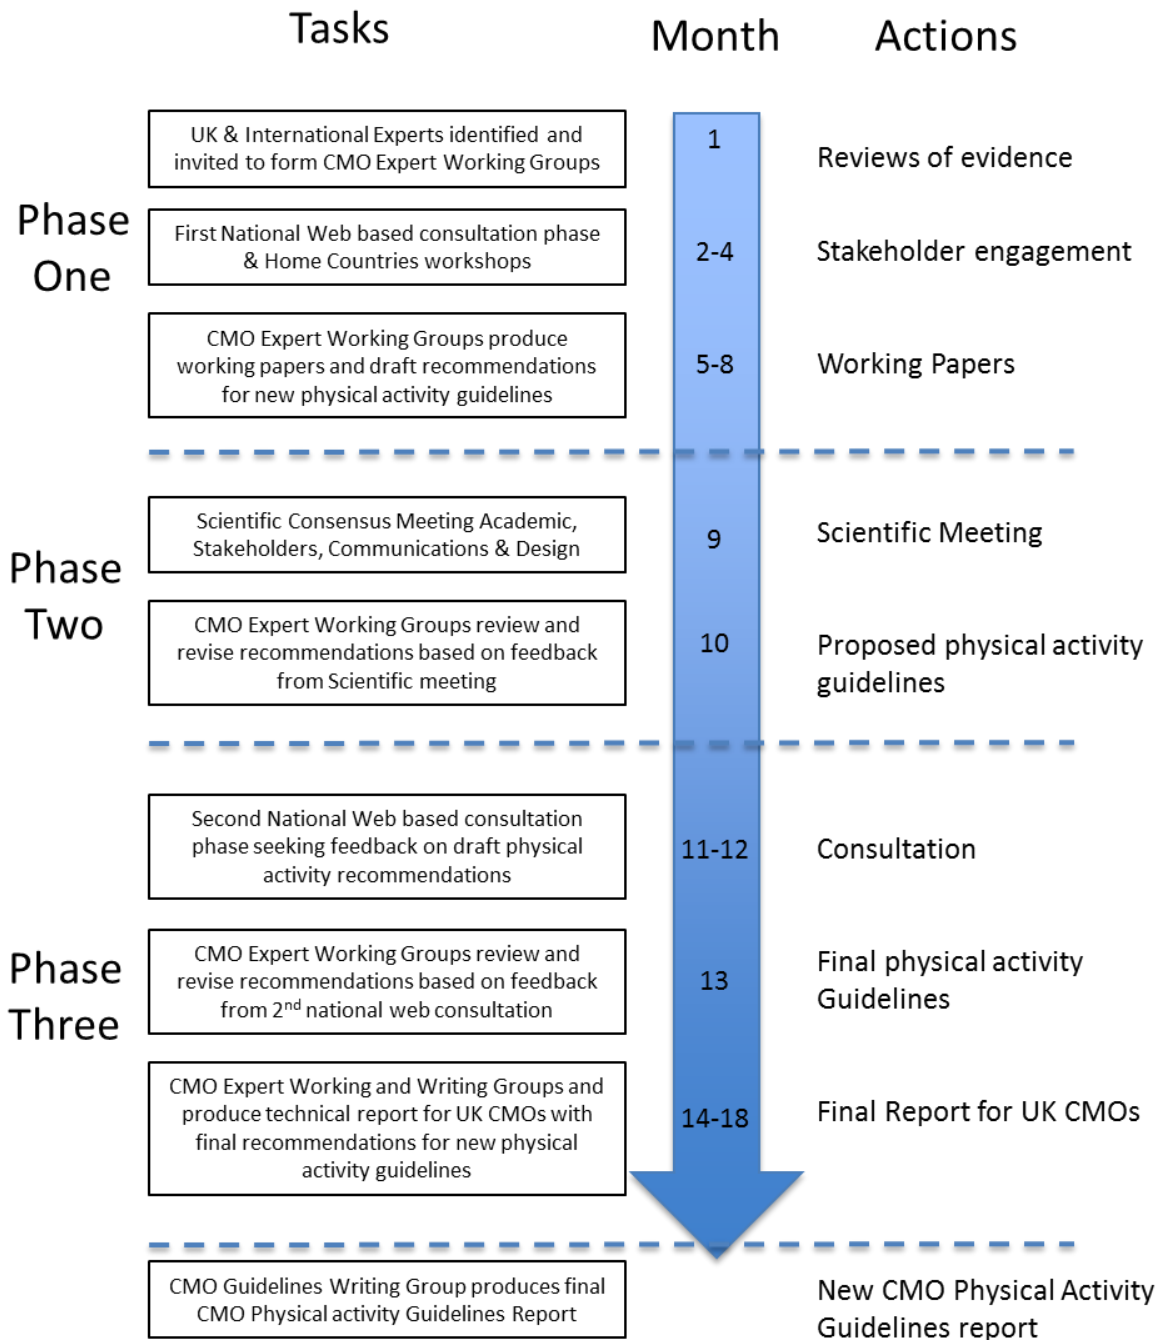 Tasks
Month
Actions
Phase
One
UK & International Experts identified and
invited to form CMO Expert Working Groups
1
Reviews of evidence
First National Web based consultation phase
& Home Countries workshops
2-4
Stakeholder engagement
CMO Expert Working Groups produce
working papers and draft recommendations
for new physical activity guidelines
5-8
Working Papers
Phase
Two
Scientific Consensus Meeting Academic,
Stakeholders, Communications & Design
9
Scientific Meeting
CMO Expert Working Groups review and
revise recommendations based on feedback
from Scientific meeting
10
Proposed physical activity
guidelines
Phase
Three
Second National Web based consultation
phase seeking feedback on draft physical
activity recommendations
11-12
Consultation
CMO Expert Working Groups review and
revise recommendations based on feedback
from 2nd national web consultation
13
Final physical activity
Guidelines
CMO Expert Working and Writing Groups and
produce technical report for UK CMOs with
final recommendations for new physical
activity guidelines
14-18
Final Report for UK CMOs
CMO Guidelines Writing Group produces final
CMO Physical activity Guidelines Report
New CMO Physical Activity
Guidelines report